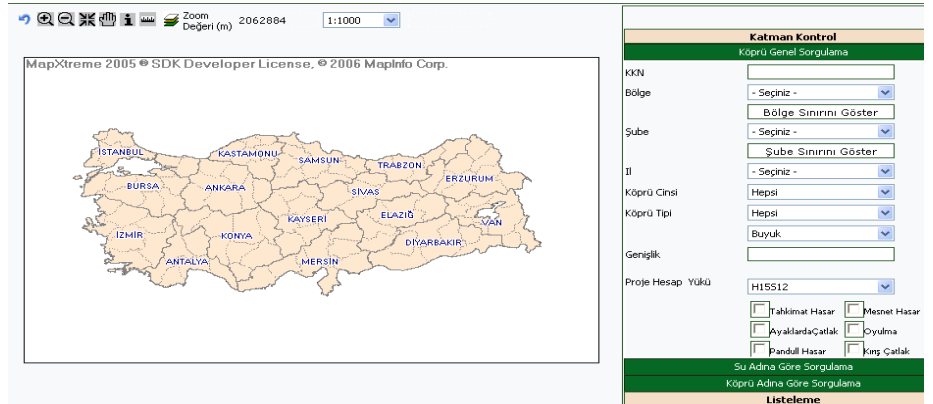 Zoom
Değeri (m) 2062884
1:1000
MapXtreme 2005 ® SDK Developer License, ® 2006 MapInfo Corp.
İSTANBUL
KASTAMONU
SAMSUN
TRABZON
ERZURUM
BURSA
ANKARA
SİVAS
ELAZIĞ
VAN
KAYSERİ
İZMİR
KONYA
DİYARBAKIR
ANTALYA
MERSİN
Katman Kontrol
Köprü Genel Sorgulama
KKN
Bölge - Seçiniz -
Bölge Sınırını Göster
Şube - Seçiniz -
Şube Sınırını Göster
İl - Seçiniz -
Köprü Cinsi Hepsi
Köprü Tipi Hepsi
Buyuk
Genişlik
Proje Hesap Yükü H15S12
Tahkimat Hasar Mesnet Hasar
AyaklardaÇatlak Oyulma
Pandull Hasar Kırış Çatlak
Su Adına Göre Sorgulama
Köprü Adına Göre Sorgulama
Listeleme